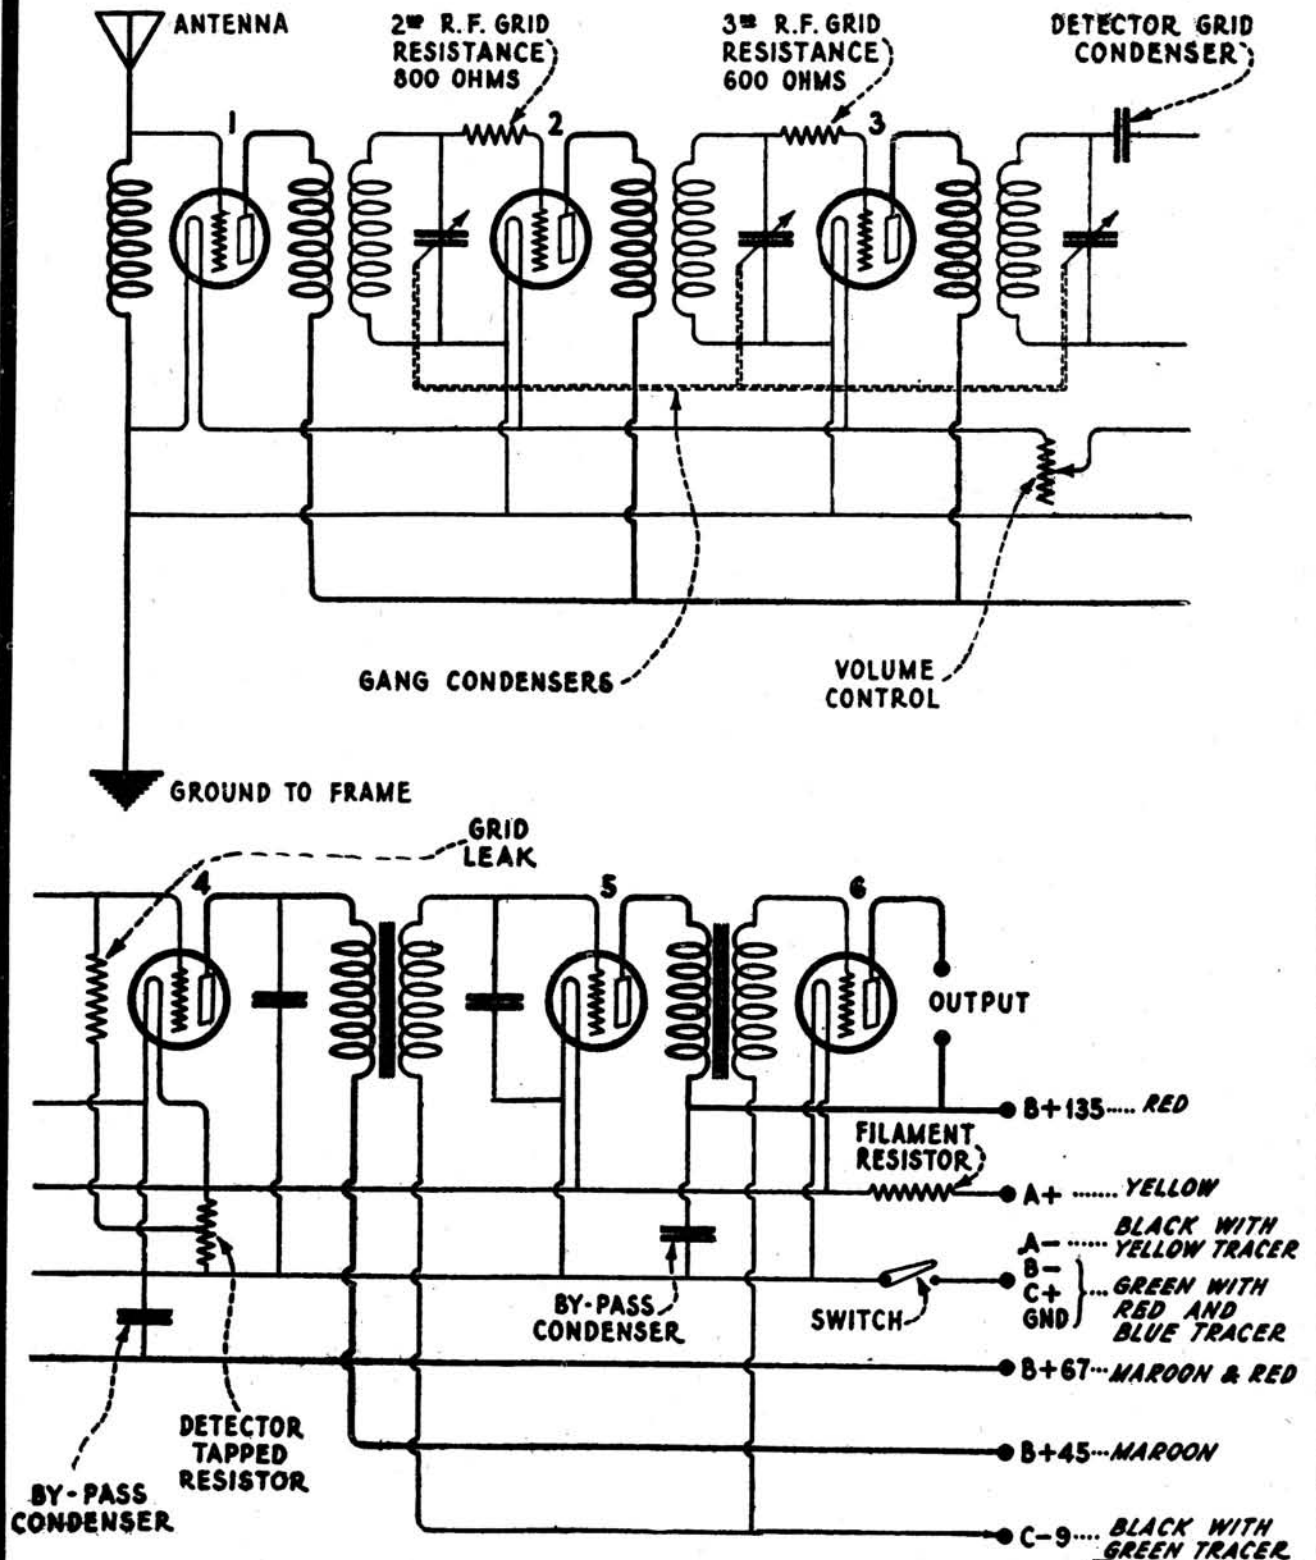 ANTENNA
2ND R.F. GRID
RESISTANCE
800 OHMS
3RD R.F. GRID
RESISTANCE
600 OHMS
DETECTOR GRID
CONDENSER
1
2
3
GANG CONDENSERS
VOLUME
CONTROL
GROUND TO FRAME
GRID
LEAK
4
5
6
OUTPUT
B+135..... RED
FILAMENT
RESISTOR
A+ ....... YELLOW
A- ...... BLACK WITH
YELLOW TRACER
B-
C+
GND
... GREEN WITH
RED AND
BLUE TRACER
SWITCH
BY-PASS
CONDENSER
B+67... MAROON & RED
DETECTOR
TAPPED
RESISTOR
B+45... MAROON
BY-PASS
CONDENSER
C-9.... BLACK WITH
GREEN TRACER